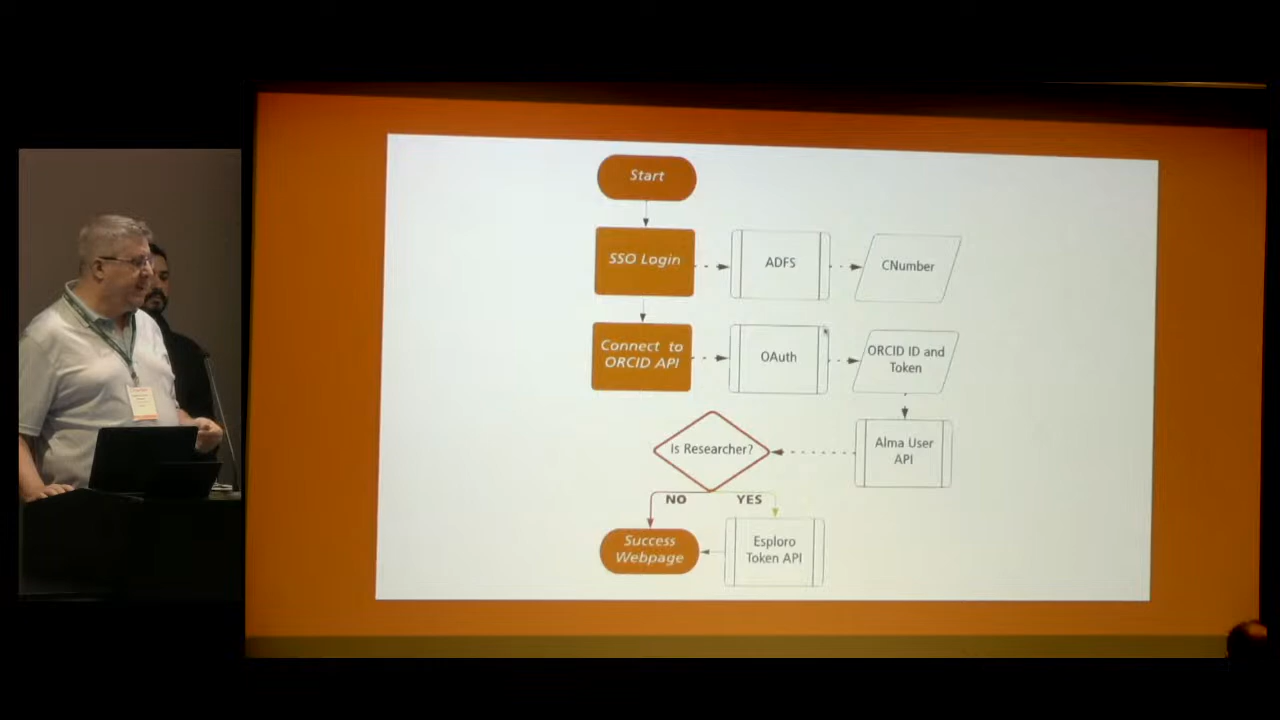 Start
SSO Login
ADFS
CNumber
Connect to
ORCID API
OAuth
ORCID ID and
Token
Is Researcher?
Alma User
API
NO
YES
Success
Webpage
Esploro
Token API